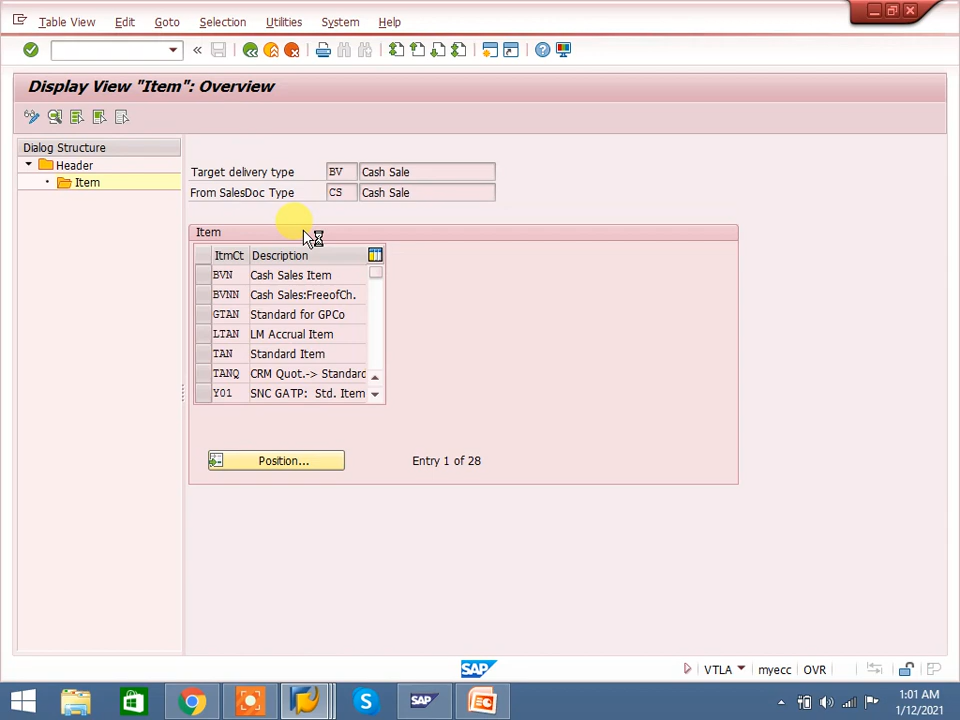 Table View Edit Goto Selection Utilities System Help
Display View "Item": Overview
Dialog Structure
Header
Item
Target delivery type BV Cash Sale
From SalesDoc Type CS Cash Sale
Item
ItmCt Description
BVN Cash Sales Item
BVNN Cash Sales:FreeofCh.
GTAN Standard for GPCo
LTAN LM Accrual Item
TAN Standard Item
TANQ CRM Quot.-> Standard
Y01 SNC GATP: Std. Item
Position... Entry 1 of 28
SAP
VTLA myecc OVR
SAP
1:01 AM
1/12/2021